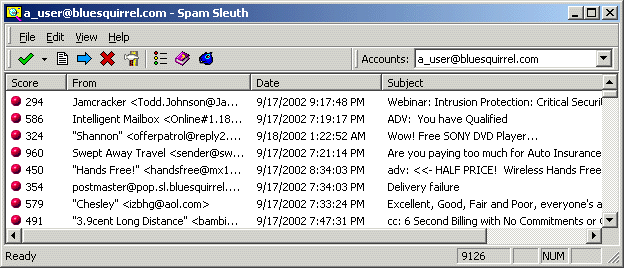 a_user@bluesquirrel.com - Spam Sleuth
File Edit View Help
Accounts: a_user@bluesquirrel.com
Score From Date Subject
294 Jamcracker <Todd.Johnson@Ja... 9/17/2002 9:17:48 PM Webinar: Intrusion Protection: Critical Securit
586 Intelligent Mailbox <Online#1.18... 9/17/2002 7:19:17 PM ADV: You have Qualified
324 "Shannon" <offerpatrol@reply2... 9/18/2002 1:22:52 AM Wow! Free SONY DVD Player...
960 Swept Away Travel <sender@sw... 9/17/2002 7:21:14 PM Are you paying too much for Auto Insurance
450 "Hands Free!" <handsfree@mx1... 9/17/2002 8:34:03 PM adv: <<- HALF PRICE! Wireless Hands Free
354 postmaster@pop.sl.bluesquirrel.... 9/17/2002 7:34:03 PM Delivery failure
579 "Chesley" <izbhg@aol.com> 9/17/2002 7:33:24 PM Excellent, Good, Fair and Poor, everyone's a
491 "3.9cent Long Distance" <bambi... 9/17/2002 7:47:31 PM cc: 6 Second Billing with No Commitments or
Ready 9126 NUM